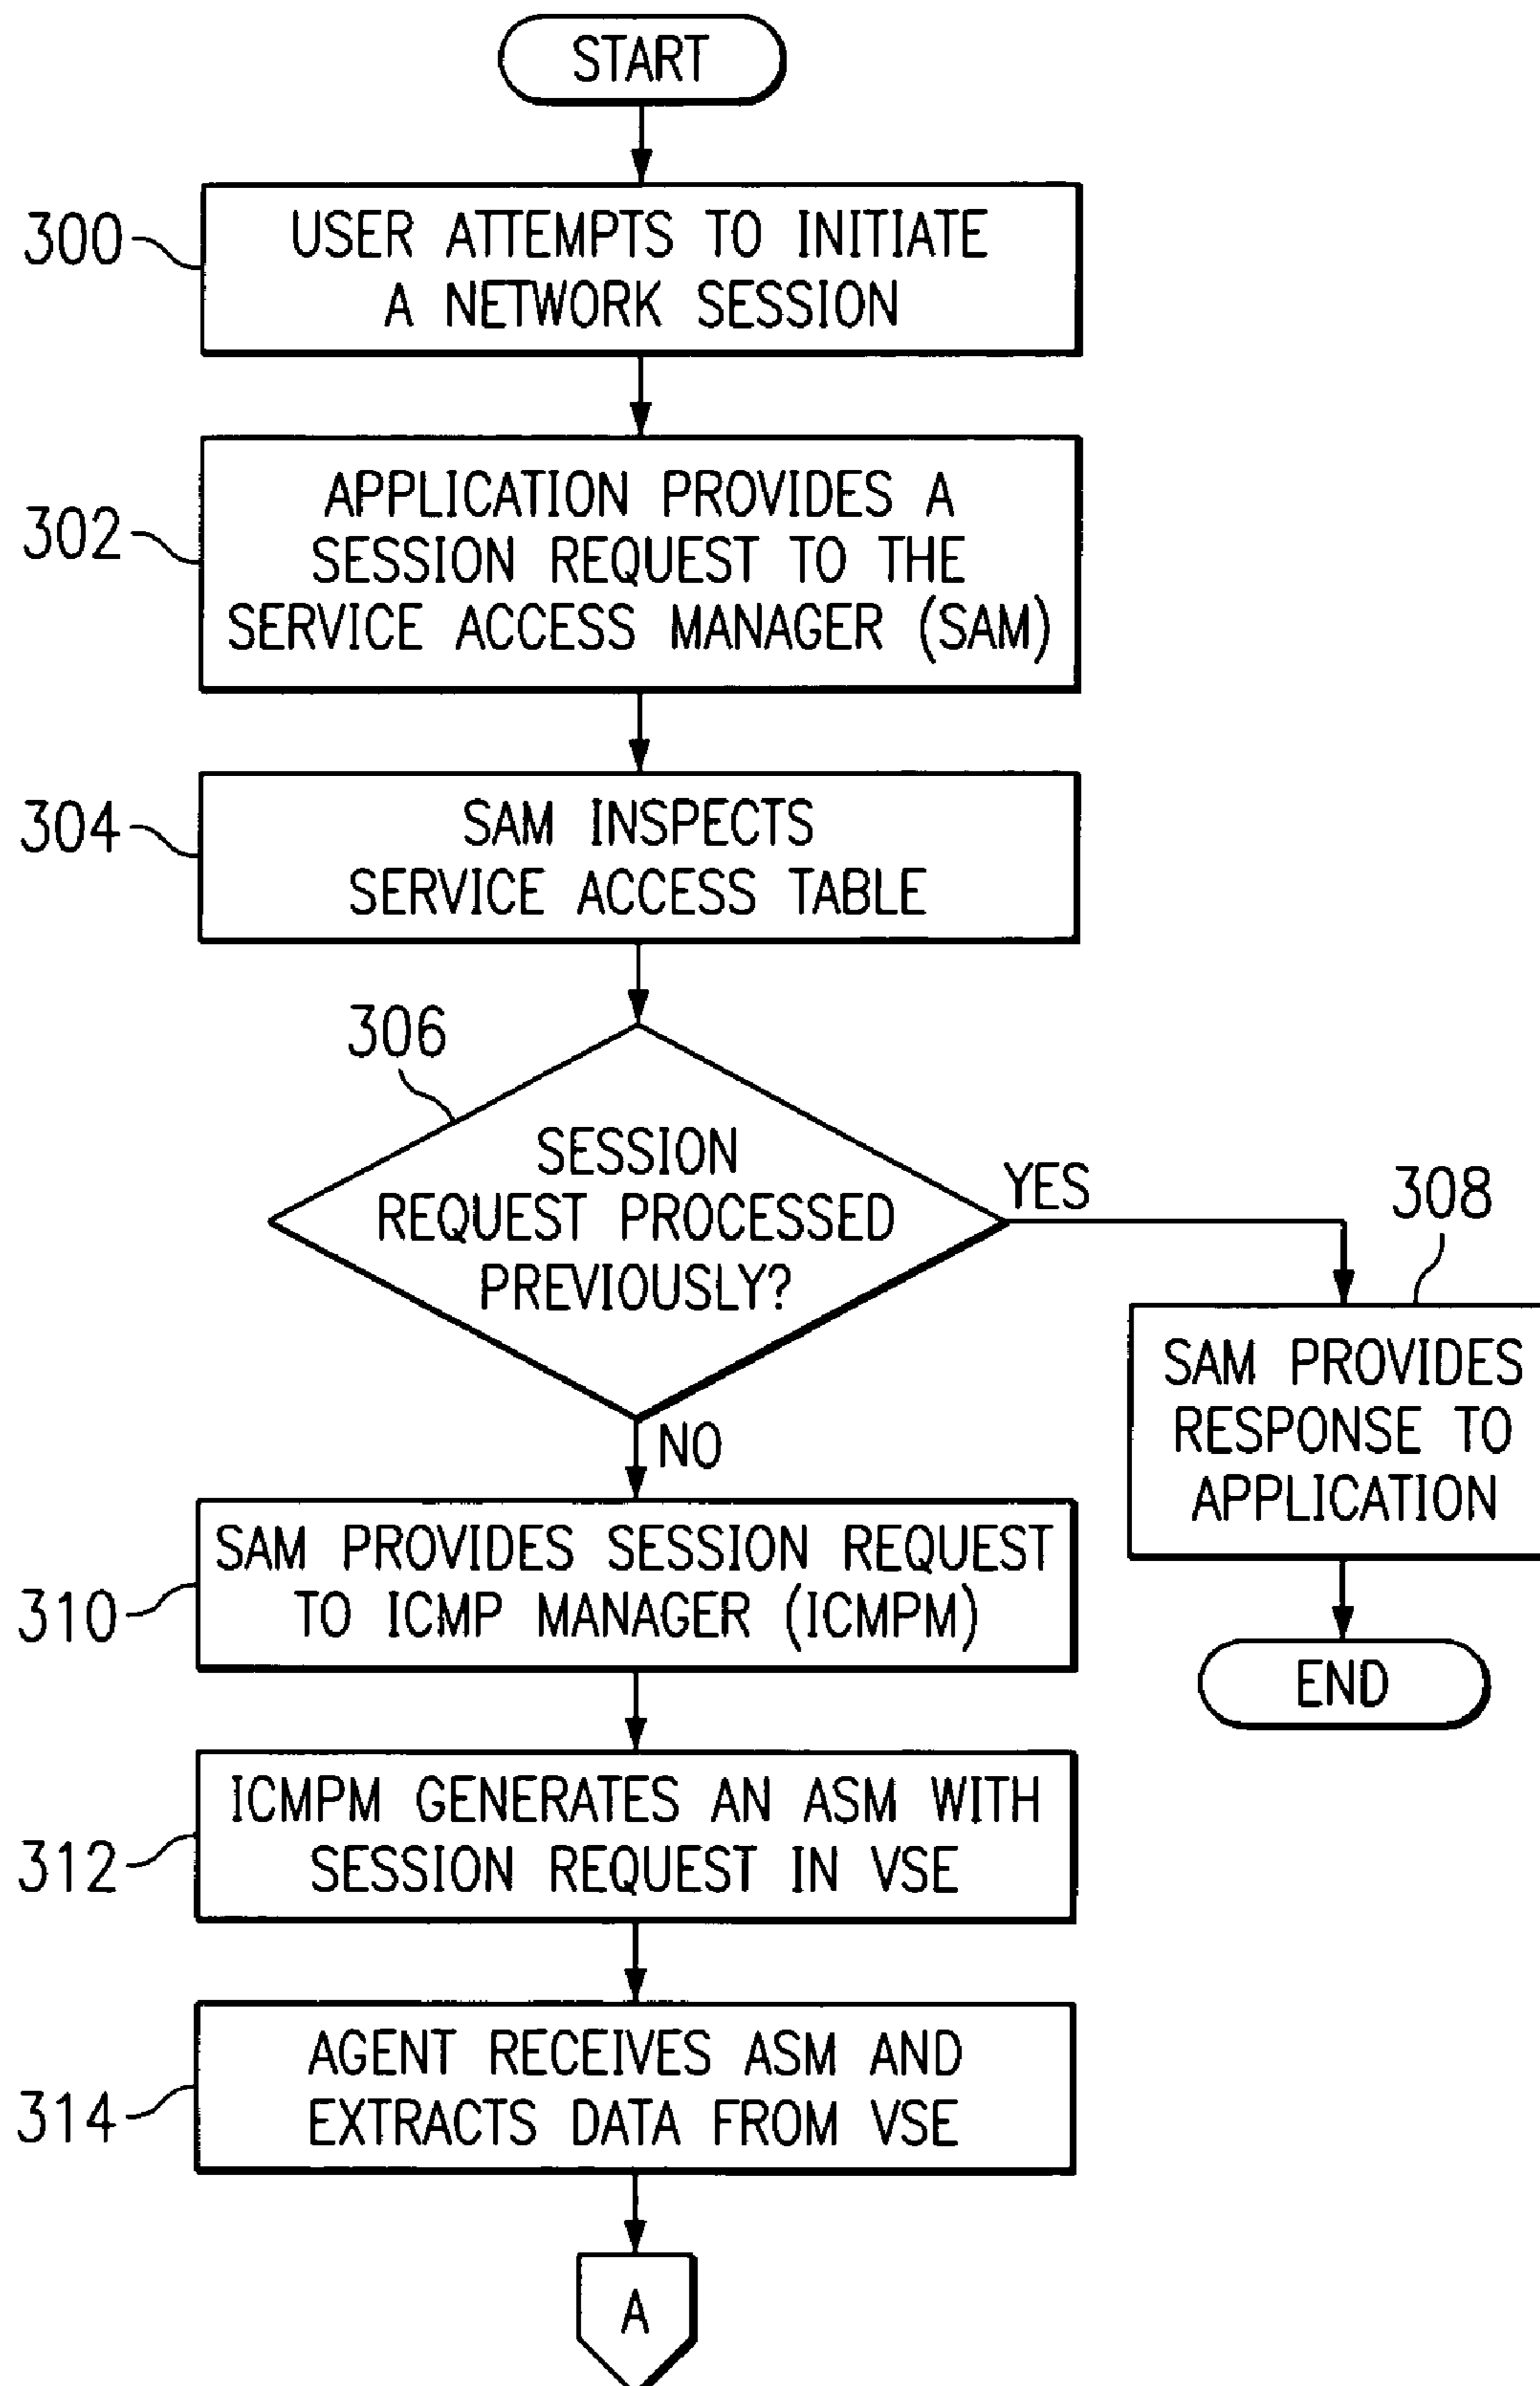 START
300
USER ATTEMPTS TO INITIATE
A NETWORK SESSION
302
APPLICATION PROVIDES A
SESSION REQUEST TO THE
SERVICE ACCESS MANAGER (SAM)
304
SAM INSPECTS
SERVICE ACCESS TABLE
306
SESSION
REQUEST PROCESSED
PREVIOUSLY?
YES
308
SAM PROVIDES
RESPONSE TO
APPLICATION
END
NO
310
SAM PROVIDES SESSION REQUEST
TO ICMP MANAGER (ICMPM)
312
ICMPM GENERATES AN ASM WITH
SESSION REQUEST IN VSE
314
AGENT RECEIVES ASM AND
EXTRACTS DATA FROM VSE
A